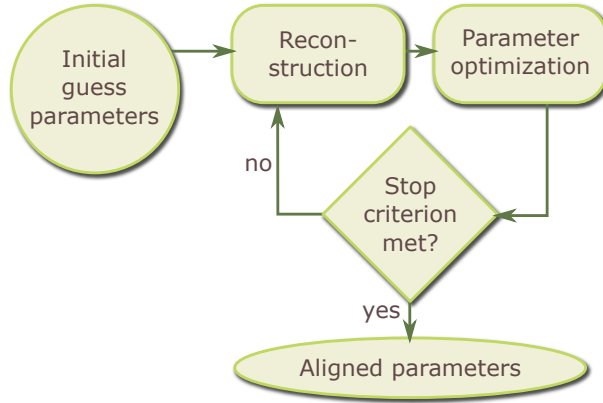 Initial
guess
parameters
Recon-
struction
Parameter
optimization
no
Stop
criterion
met?
yes
Aligned parameters